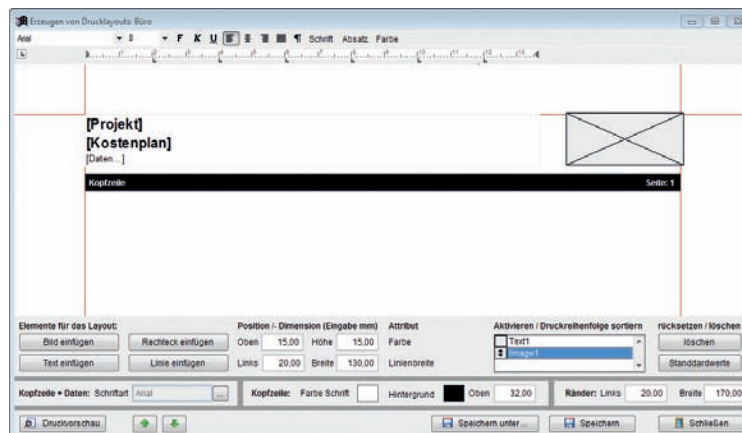 Erzeugen von Drucklayouts: Büro
Arial 8 F K U ¶ Schrift Absatz Farbe
[Projekt]
[Kostenplan]
[Daten...]
Kopfzeile Seite: 1
Elemente für das Layout: Position /- Dimension (Eingabe mm) Attribut Aktivieren / Druckreihenfolge sortieren rücksetzen / löschen
Bild einfügen Rechteck einfügen Oben 15,00 Höhe 15,00 Farbe Text1 löschen
Image1
Text einfügen Linie einfügen Links 20,00 Breite 130,00 Linienbreite Standdardwerte
Kopfzeile + Daten: Schriftart Arial ... Kopfzeile: Farbe Schrift Hintergrund Oben 32,00 Ränder: Links 20,00 Breite 170,00
Druckvorschau Speichern unter... Speichern Schließen